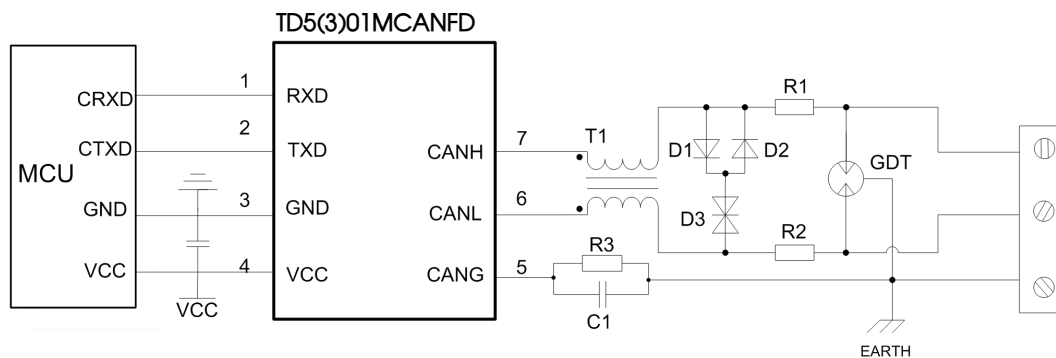 TD5(3)01MCANFD
MCU
CRXD
CTXD
GND
VCC
1
2
3
4
VCC
RXD
TXD
GND
VCC
CANH
CANL
CANG
7
6
5
T1
D1
D2
D3
R1
R2
GDT
R3
C1
EARTH